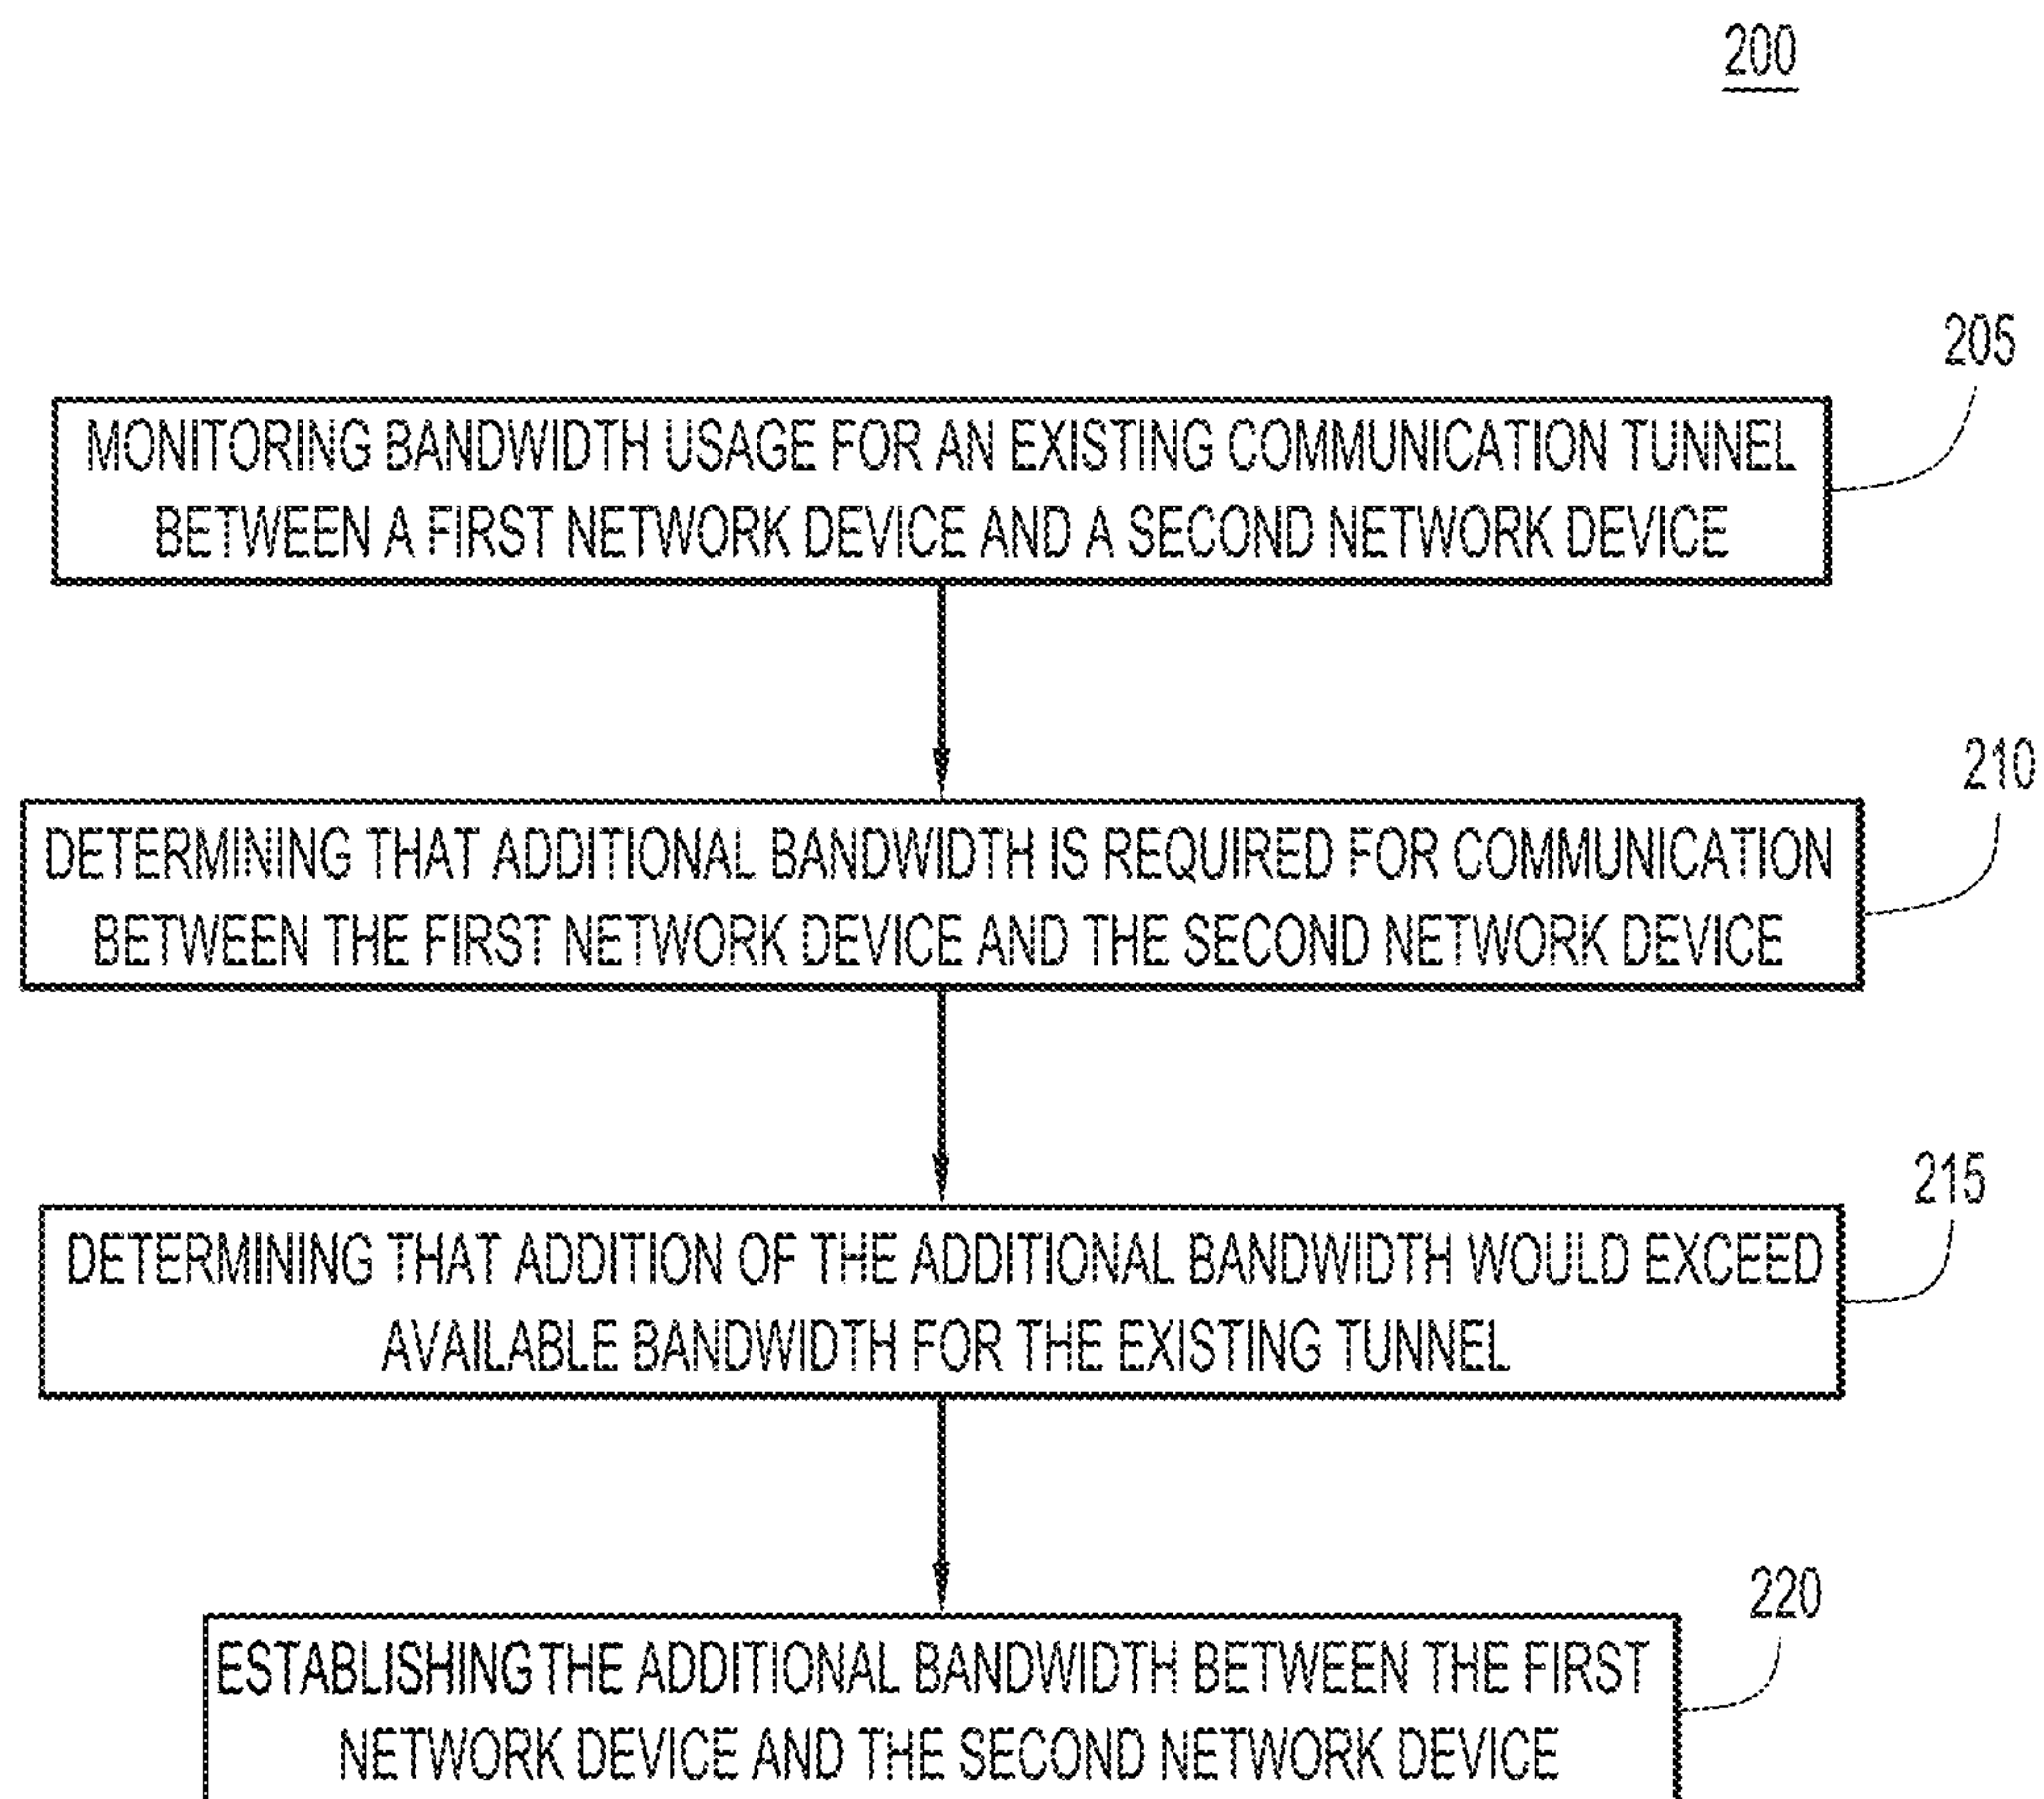 200
205
MONITORING BANDWIDTH USAGE FOR AN EXISTING COMMUNICATION TUNNEL
BETWEEN A FIRST NETWORK DEVICE AND A SECOND NETWORK DEVICE
210
DETERMINING THAT ADDITIONAL BANDWIDTH IS REQUIRED FOR COMMUNICATION
BETWEEN THE FIRST NETWORK DEVICE AND THE SECOND NETWORK DEVICE
215
DETERMINING THAT ADDITION OF THE ADDITIONAL BANDWIDTH WOULD EXCEED
AVAILABLE BANDWIDTH FOR THE EXISTING TUNNEL
220
ESTABLISHING THE ADDITIONAL BANDWIDTH BETWEEN THE FIRST
NETWORK DEVICE AND THE SECOND NETWORK DEVICE